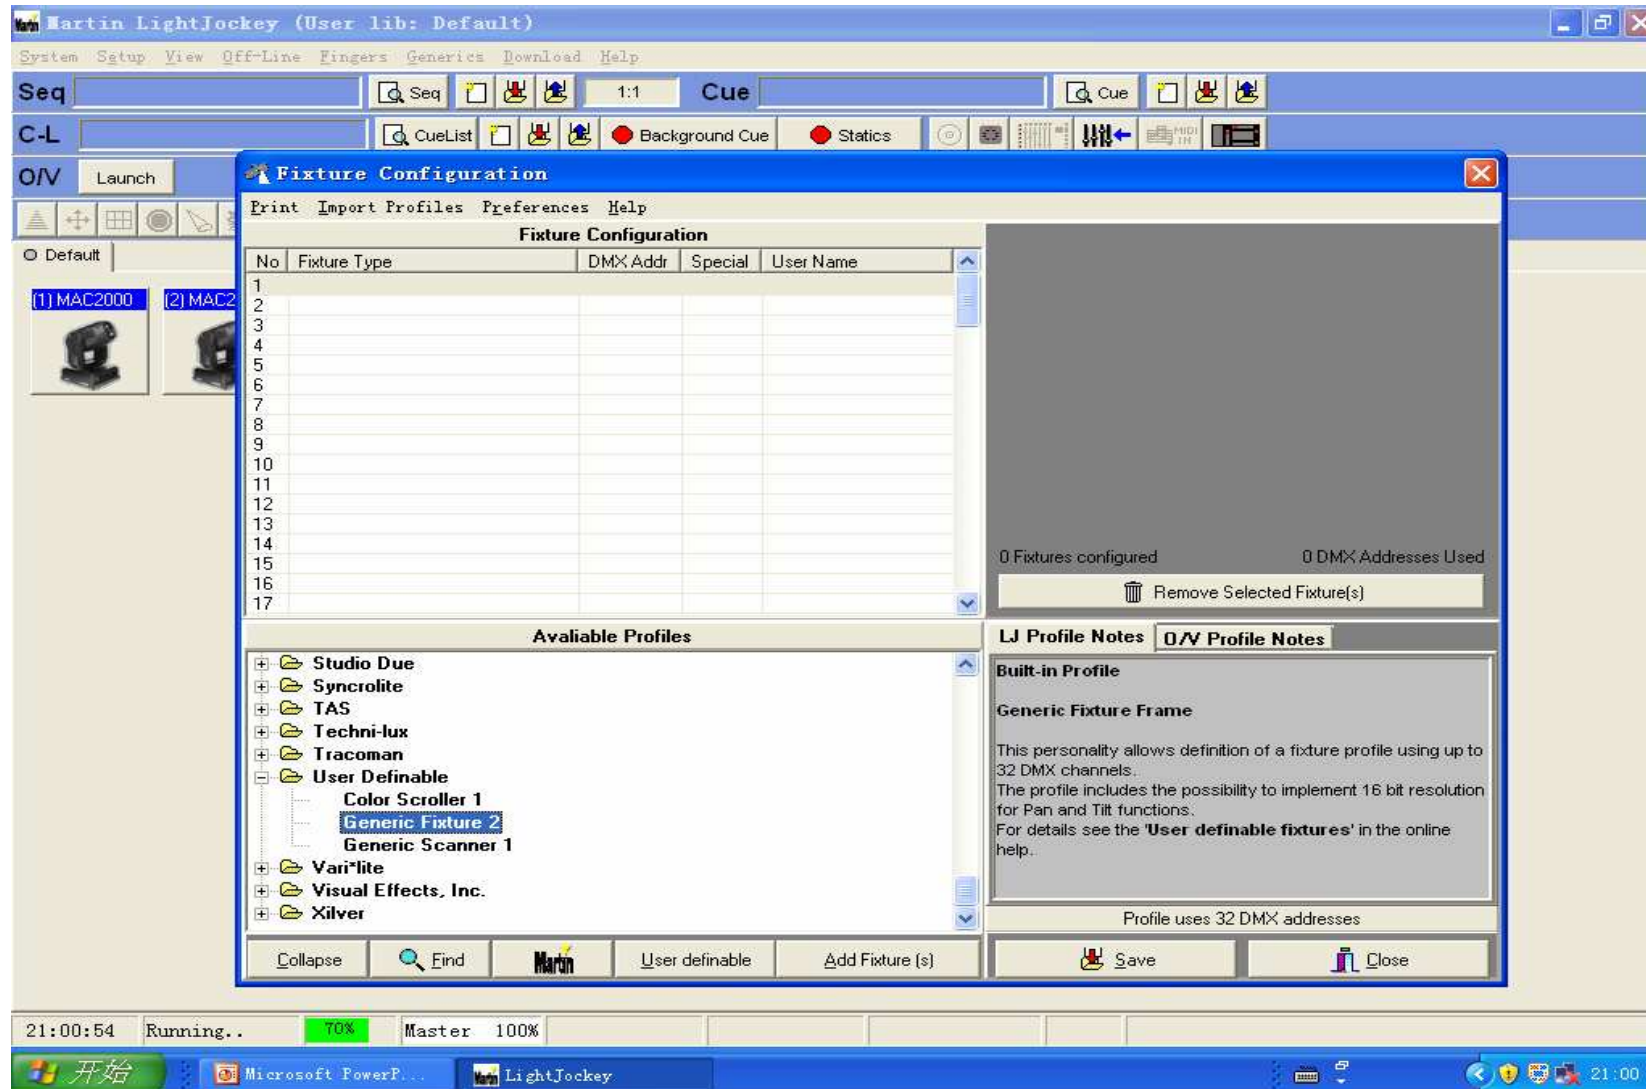 Martin LightJockey (User lib: Default)
System Setup View Off-Line Fingers Generics Download Help
Seq Seq 1:1 Cue Cue
C-L CueList Background Cue Statics MIDI IN
O/V Launch
Fixture Configuration
Print Import Profiles Preferences Help
Fixture Configuration
Default
No Fixture Type DMX Addr Special User Name
1
(1) MAC2000 (2) MAC2
2
3
4
5
6
7
8
9
10
11
12
13
14
15
16
17
0 Fixtures configured 0 DMX Addresses Used
Remove Selected Fixture(s)
Avaliable Profiles
Studio Due
Syncrolite
TAS
Techni-lux
Tracoman
User Definable
Color Scroller 1
Generic Fixture 2
Generic Scanner 1
Vari*lite
Visual Effects, Inc.
Xilver
LJ Profile Notes O/V Profile Notes
Built-in Profile
Generic Fixture Frame
This personality allows definition of a fixture profile using up to
32 DMX channels.
The profile includes the possibility to implement 16 bit resolution
for Pan and Tilt functions.
For details see the 'User definable fixtures' in the online
help.
Profile uses 32 DMX addresses
Collapse Find Martin User definable Add Fixture (s) Save Close
21:00:54 Running.. 70% Master 100%
开始 Microsoft PowerP... LightJockey 21:00